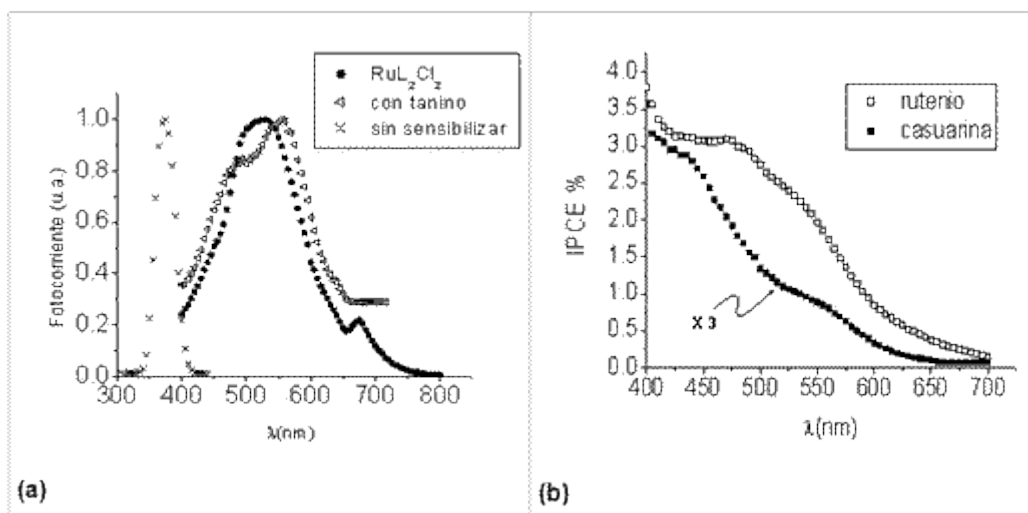 RuL₂Cl₂
con tanino
sin sensibilizar
1.0
0.8
0.6
0.4
0.2
0.0
Fotocorriente (u.a.)
300 400 500 600 700 800
λ(nm)
(a)
4.0
3.5
3.0
2.5
2.0
1.5
1.0
0.5
0.0
IPCE %
rutenio
casuarina
X 3
400 450 500 550 600 650 700
λ(nm)
(b)